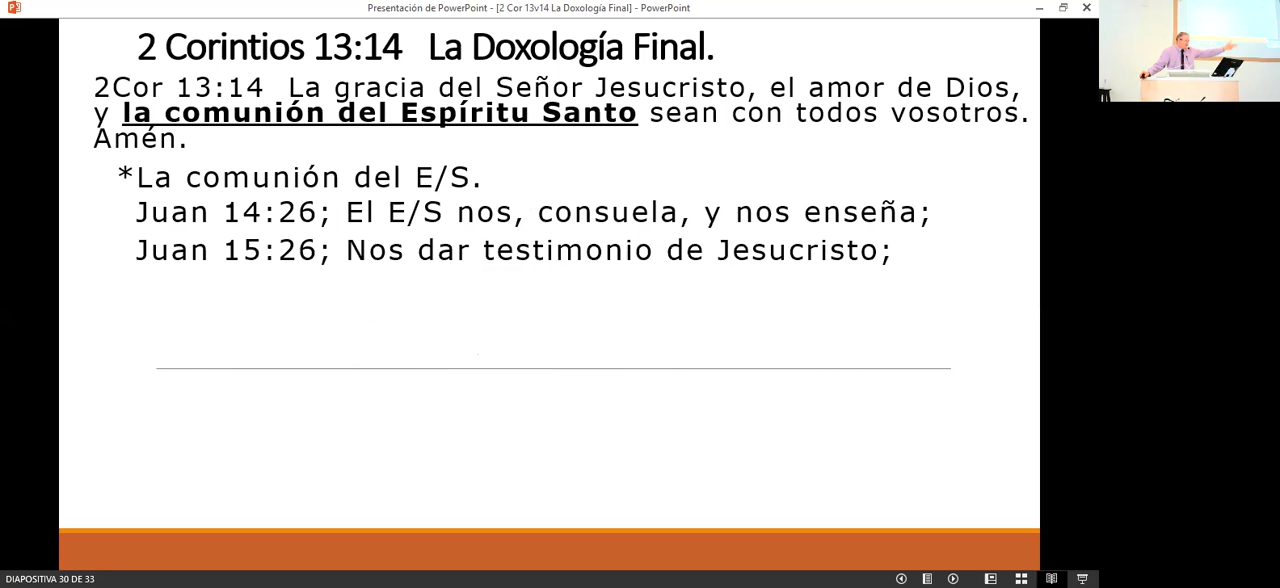 Presentación de PowerPoint - [2 Cor 13v14 La Doxología Final] - PowerPoint
2 Corintios 13:14 La Doxología Final.
2Cor 13:14 La gracia del Señor Jesucristo, el amor de Dios,
y la comunión del Espíritu Santo sean con todos vosotros.
Amén.
*La comunión del E/S.
Juan 14:26; El E/S nos, consuela, y nos enseña;
Juan 15:26; Nos dar testimonio de Jesucristo;
DIAPOSITIVA 30 DE 33